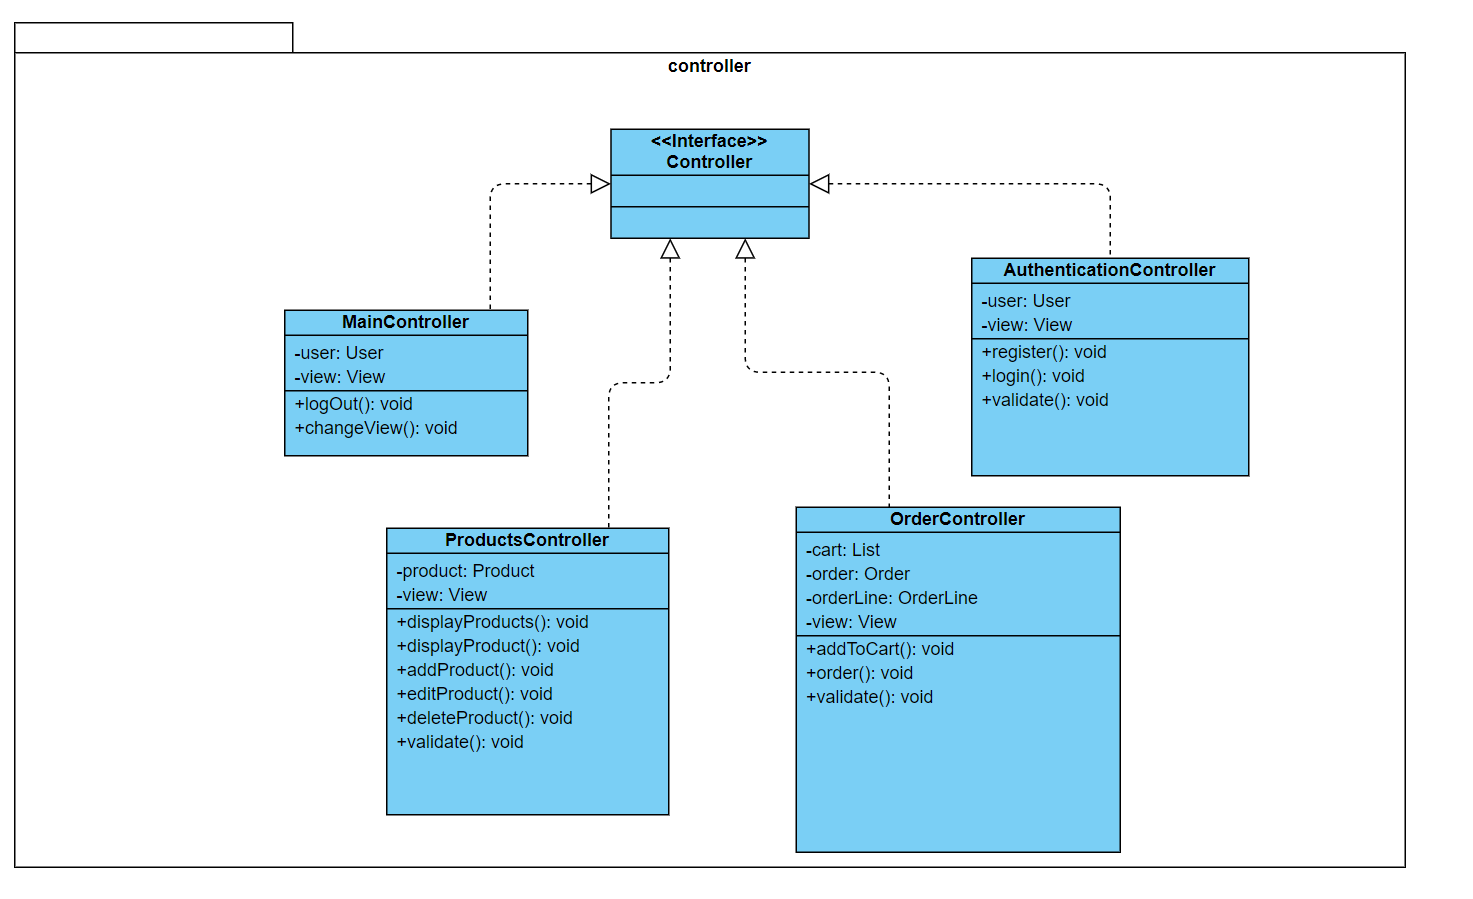 controller
<<Interface>>
Controller
MainController
-user: User
-view: View
+logOut(): void
+changeView(): void
AuthenticationController
-user: User
-view: View
+register(): void
+login(): void
+validate(): void
ProductsController
-product: Product
-view: View
+displayProducts(): void
+displayProduct(): void
+addProduct(): void
+editProduct(): void
+deleteProduct(): void
+validate(): void
OrderController
-cart: List
-order: Order
-orderLine: OrderLine
-view: View
+addToCart(): void
+order(): void
+validate(): void